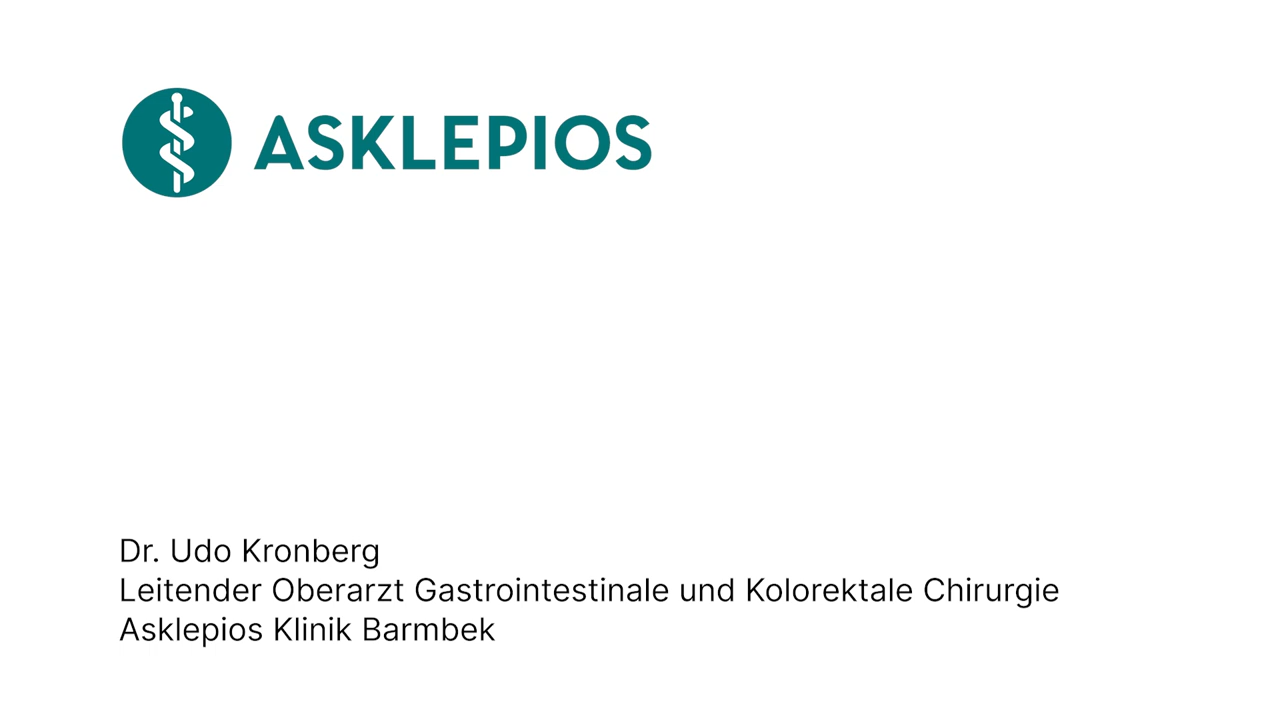 ASKLEPIOS
Dr. Udo Kronberg
Leitender Oberarzt Gastrointestinale und Kolorektale Chirurgie
Asklepios Klinik Barmbek